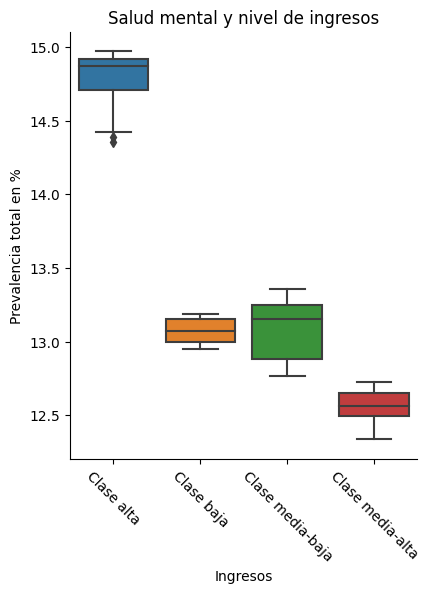 Salud mental y nivel de ingresos
Prevalencia total en %
15.0
14.5
14.0
13.5
13.0
12.5
Clase alta
Clase baja
Clase media-baja
Clase media-alta
Ingresos